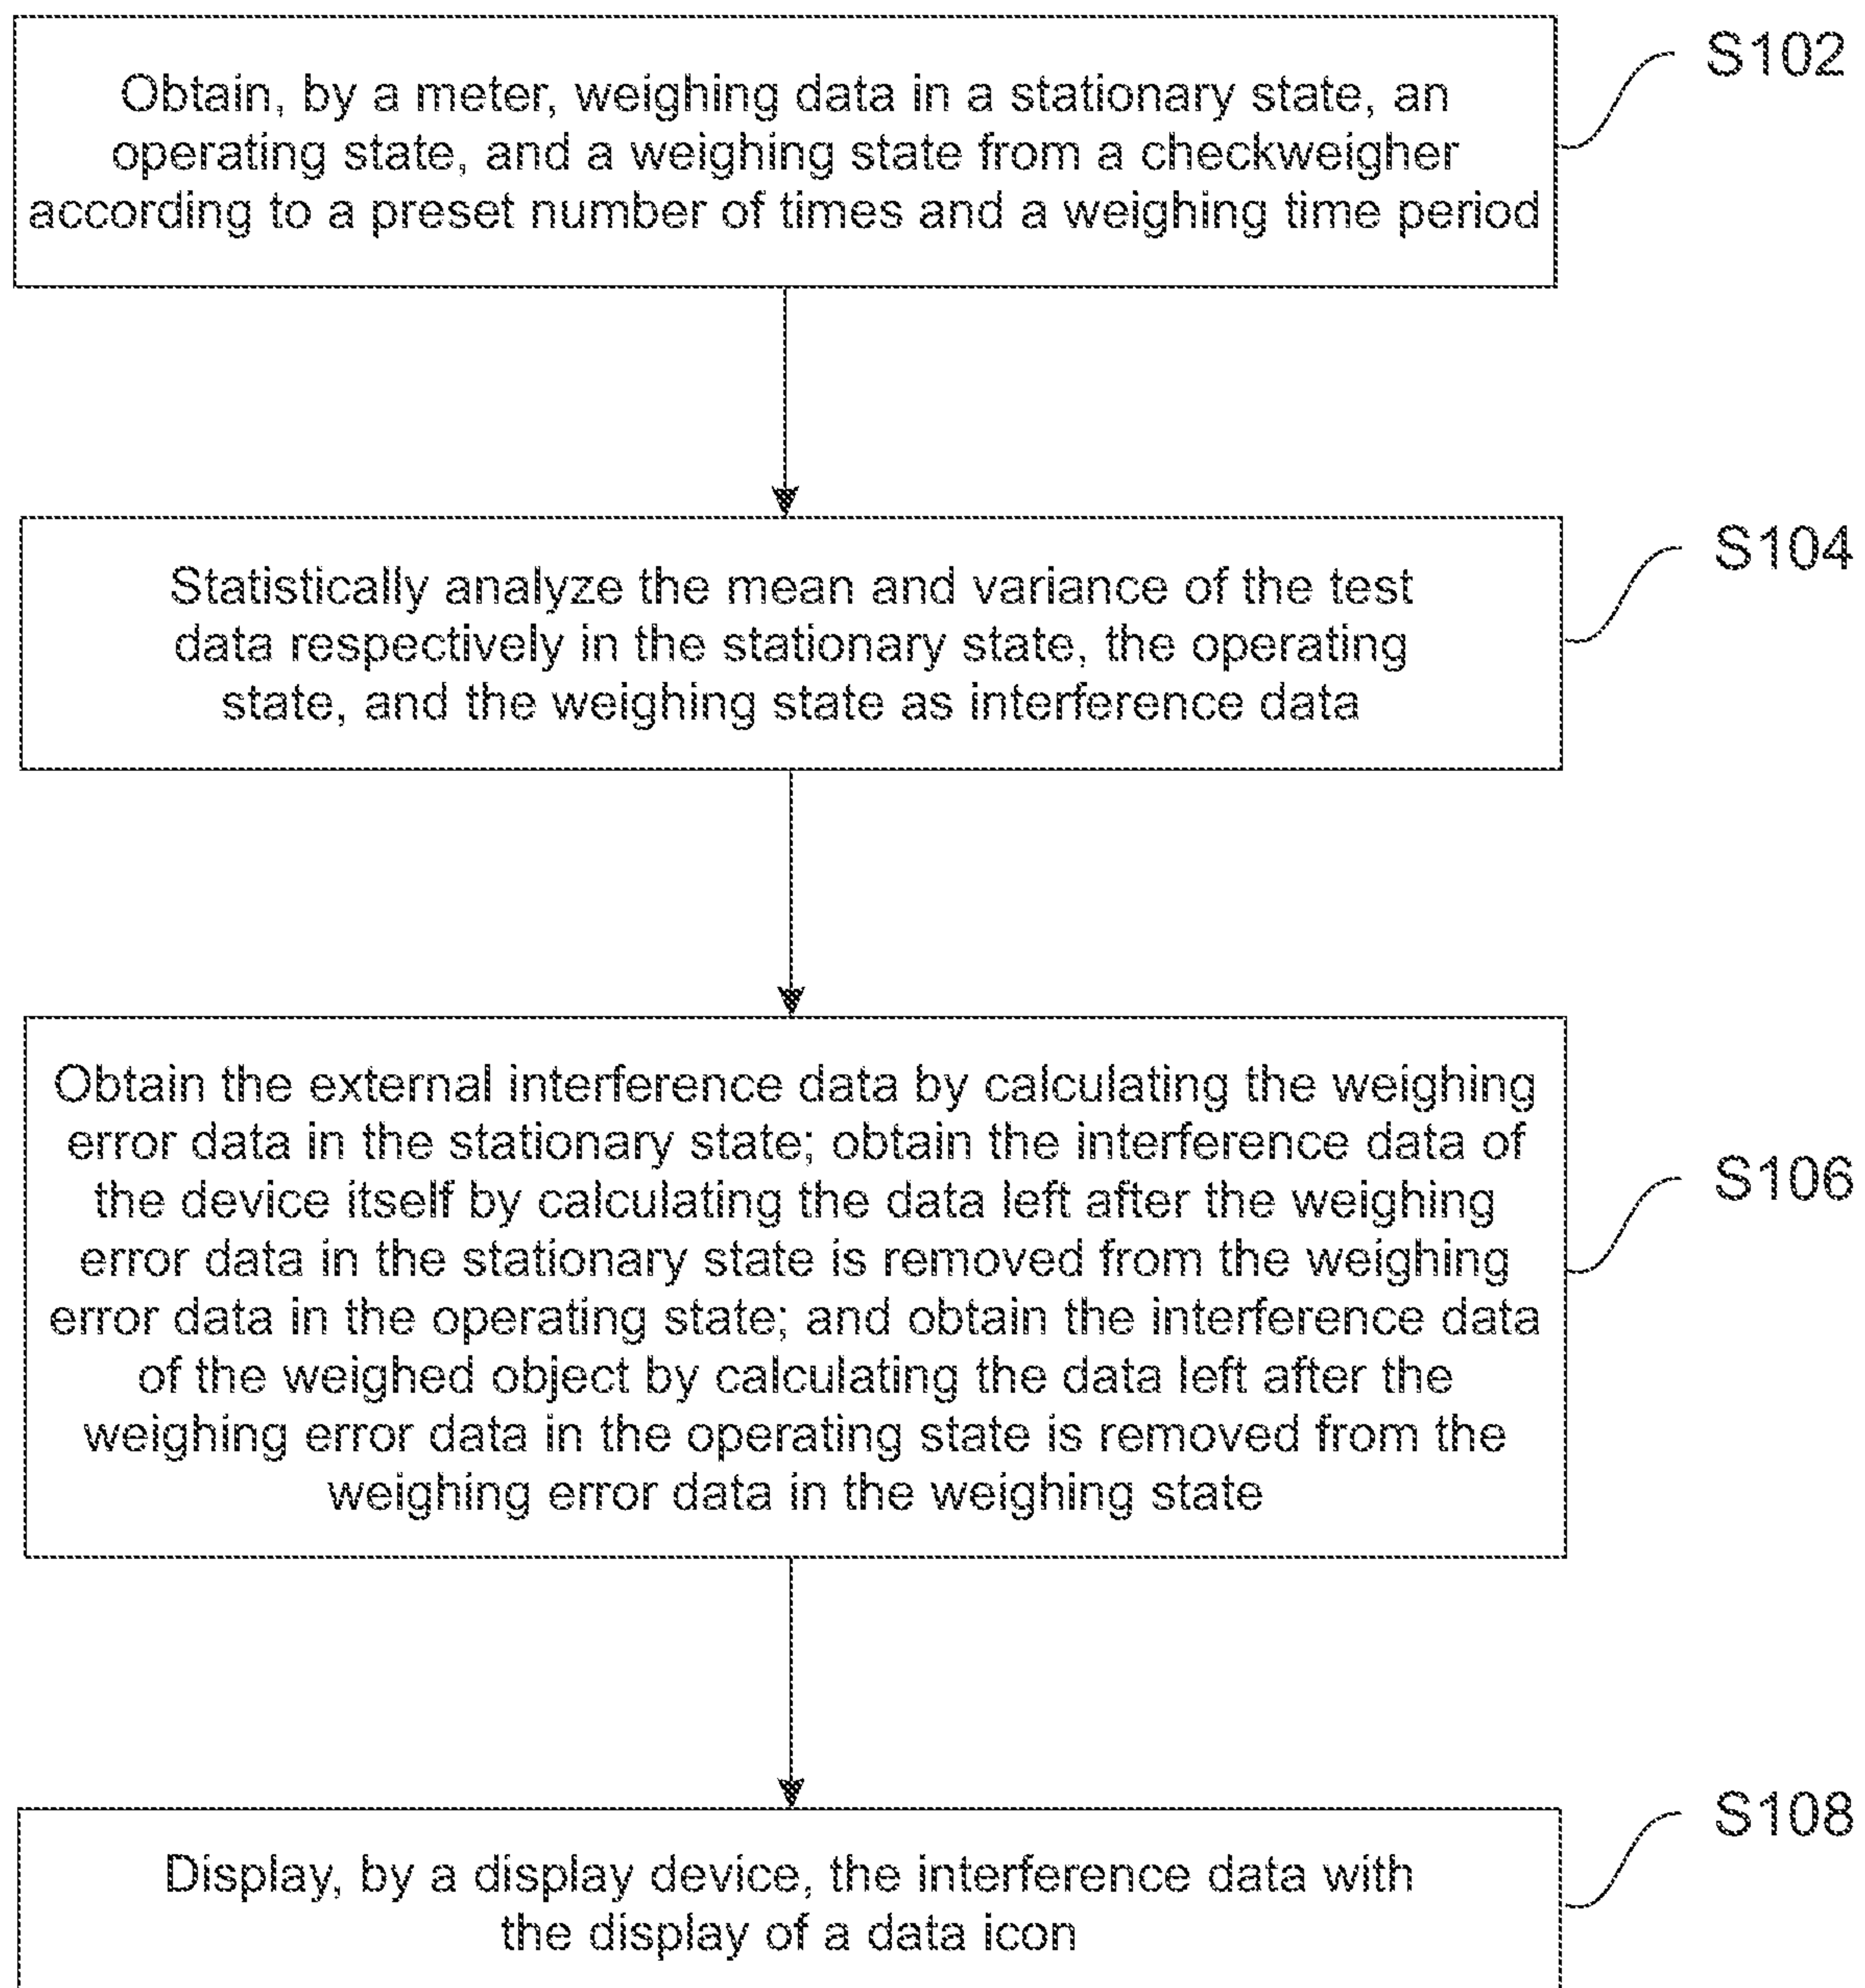 Obtain, by a meter, weighing data in a stationary state, an
operating state, and a weighing state from a checkweigher
according to a preset number of times and a weighing time period
S102
Statistically analyze the mean and variance of the test
data respectively in the stationary state, the operating
state, and the weighing state as interference data
S104
Obtain the external interference data by calculating the weighing
error data in the stationary state; obtain the interference data of
the device itself by calculating the data left after the weighing
error data in the stationary state is removed from the weighing
error data in the operating state; and obtain the interference data
of the weighed object by calculating the data left after the
weighing error data in the operating state is removed from the
weighing error data in the weighing state
S106
Display, by a display device, the interference data with
the display of a data icon
S108